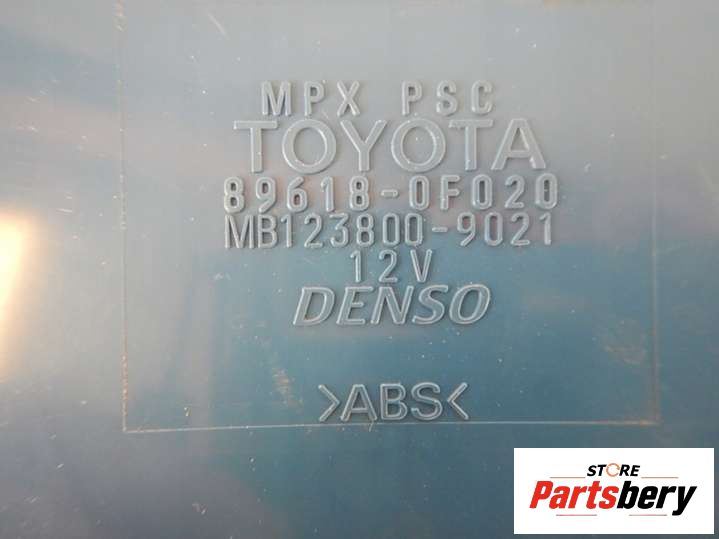 MPX PSC
TOYOTA
89618-0F020
MB123800-9021
12V
DENSO
>ABS<
STORE
Partsbery